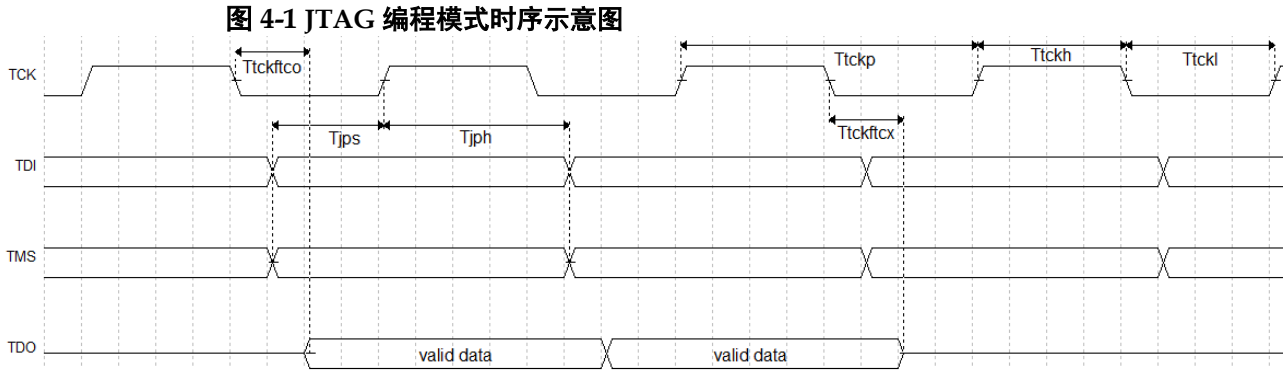 图 4-1 JTAG 编程模式时序示意图
Ttckftco
Ttckp
Ttckh
Ttckl
TCK
Ttckftcx
Tjps
Tjph
TDI
TMS
TDO
valid data
valid data